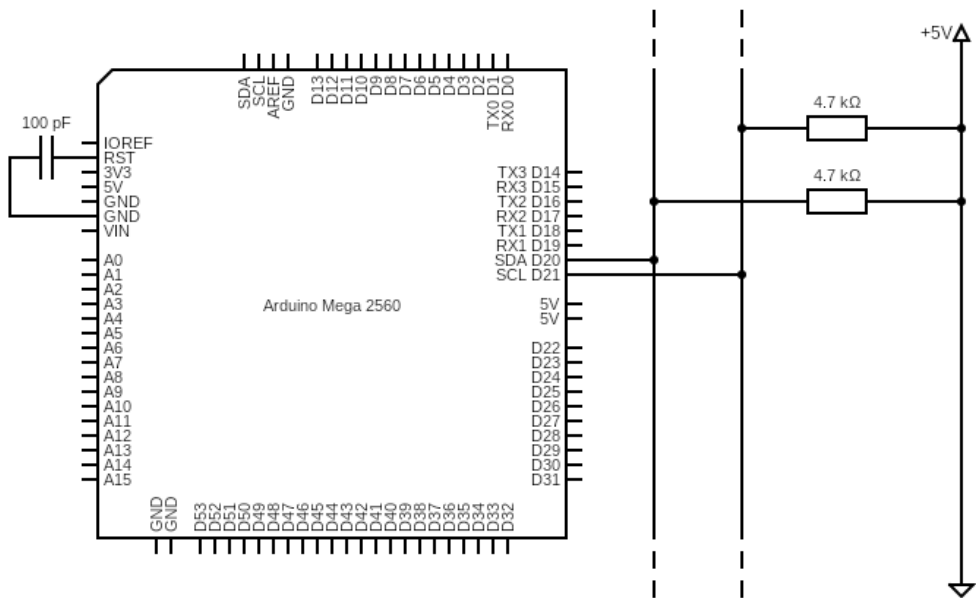 +5V
SDA
SCL
AREF
GND
D13
D12
D11
D10
D9
D8
D7
D6
D5
D4
D3
D2
TX0 D1
RX0 D0
4.7 kΩ
100 pF
IOREF
RST
3V3
5V
GND
GND
VIN
A0
A1
A2
A3
A4
A5
A6
A7
A8
A9
A10
A11
A12
A13
A14
A15
Arduino Mega 2560
TX3 D14
RX3 D15
TX2 D16
RX2 D17
TX1 D18
RX1 D19
SDA D20
SCL D21
5V
5V
D22
D23
D24
D25
D26
D27
D28
D29
D30
D31
4.7 kΩ
GND
GND
D53
D52
D51
D50
D49
D48
D47
D46
D45
D44
D43
D42
D41
D40
D39
D38
D37
D36
D35
D34
D33
D32